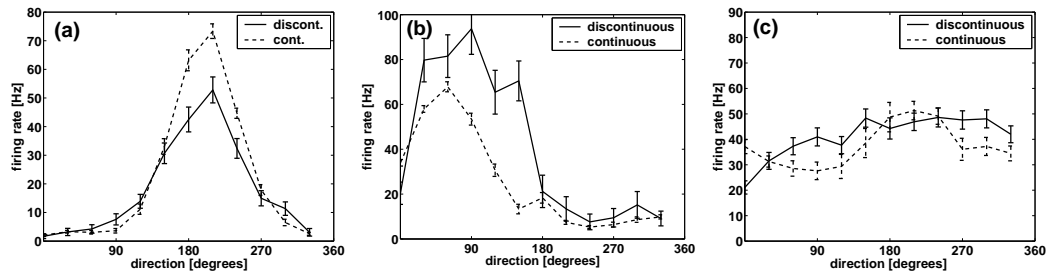 (a)
discont.
cont.
firing rate [Hz]
80
70
60
50
40
30
20
10
0
0 90 180 270 360
direction [degrees]
(b)
discontinuous
continuous
firing rate [Hz]
100
80
60
40
20
0
0 90 180 270 360
direction [degrees]
(c)
discontinuous
continuous
firing rate [Hz]
90
80
70
60
50
40
30
20
10
0
90 180 270 360
direction [degrees]